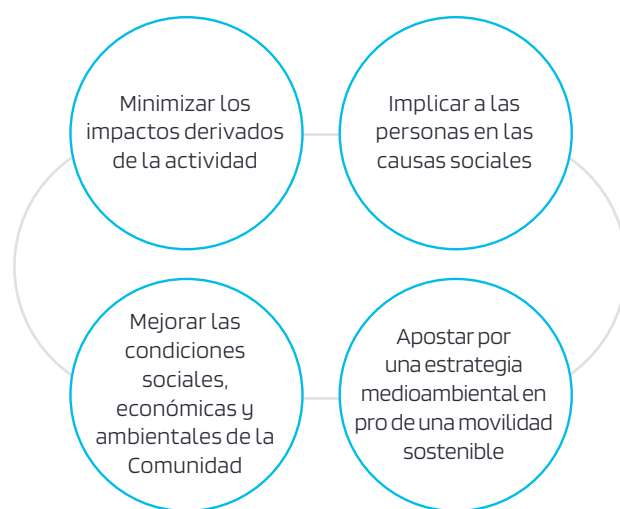 Minimizar los
impactos derivados
de la actividad
Implicar a las
personas en las
causas sociales
Mejorar las
condiciones
sociales,
económicas y
ambientales de la
Comunidad
Apostar por
una estrategia
medioambiental en
pro de una movilidad
sostenible